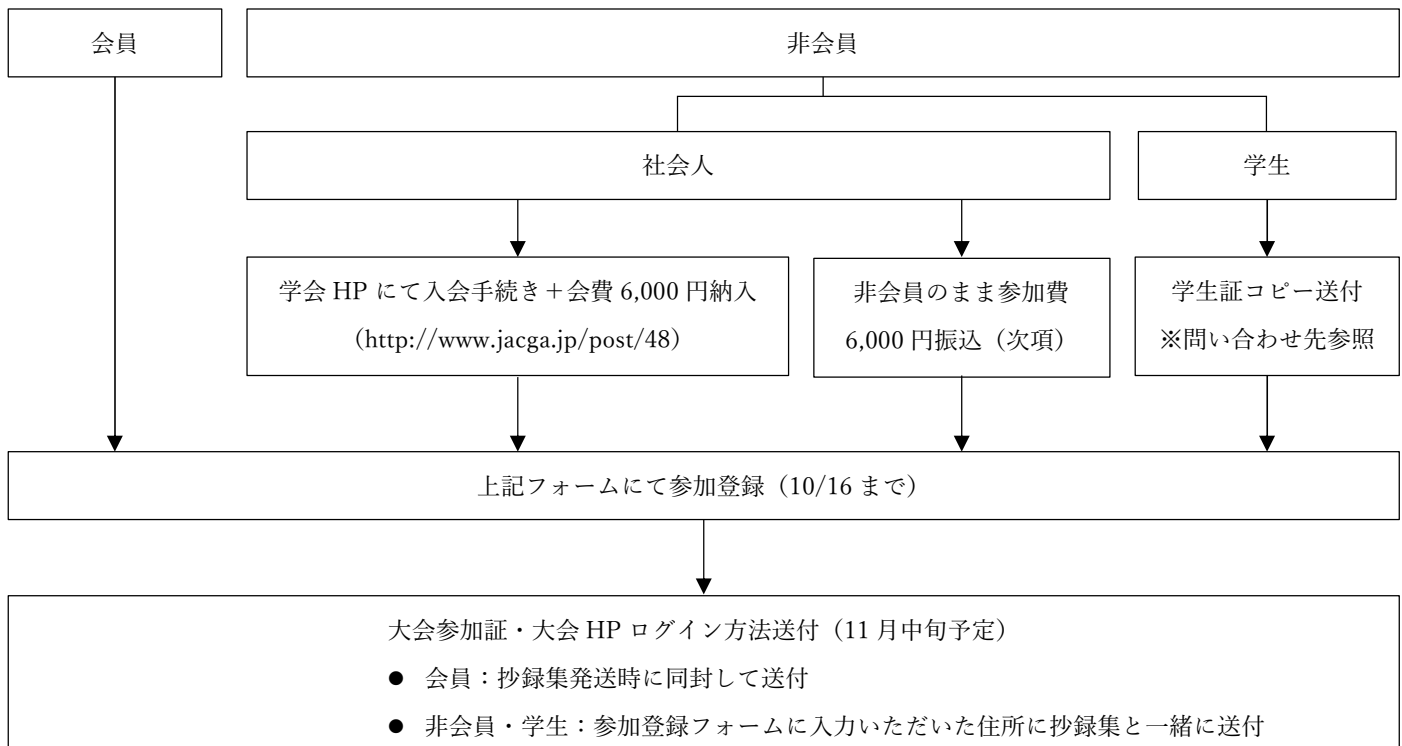 会員
非会員
社会人
学生
学会 HP にて入会手続き＋会費 6,000 円納入
（http://www.jacga.jp/post/48）
非会員のまま参加費
6,000 円振込（次項）
学生証コピー送付
※問い合わせ先参照
上記フォームにて参加登録（10/16 まで）
大会参加証・大会 HP ログイン方法送付（11 月中旬予定）
● 会員：抄録集発送時に同封して送付
● 非会員・学生：参加登録フォームに入力いただいた住所に抄録集と一緒に送付